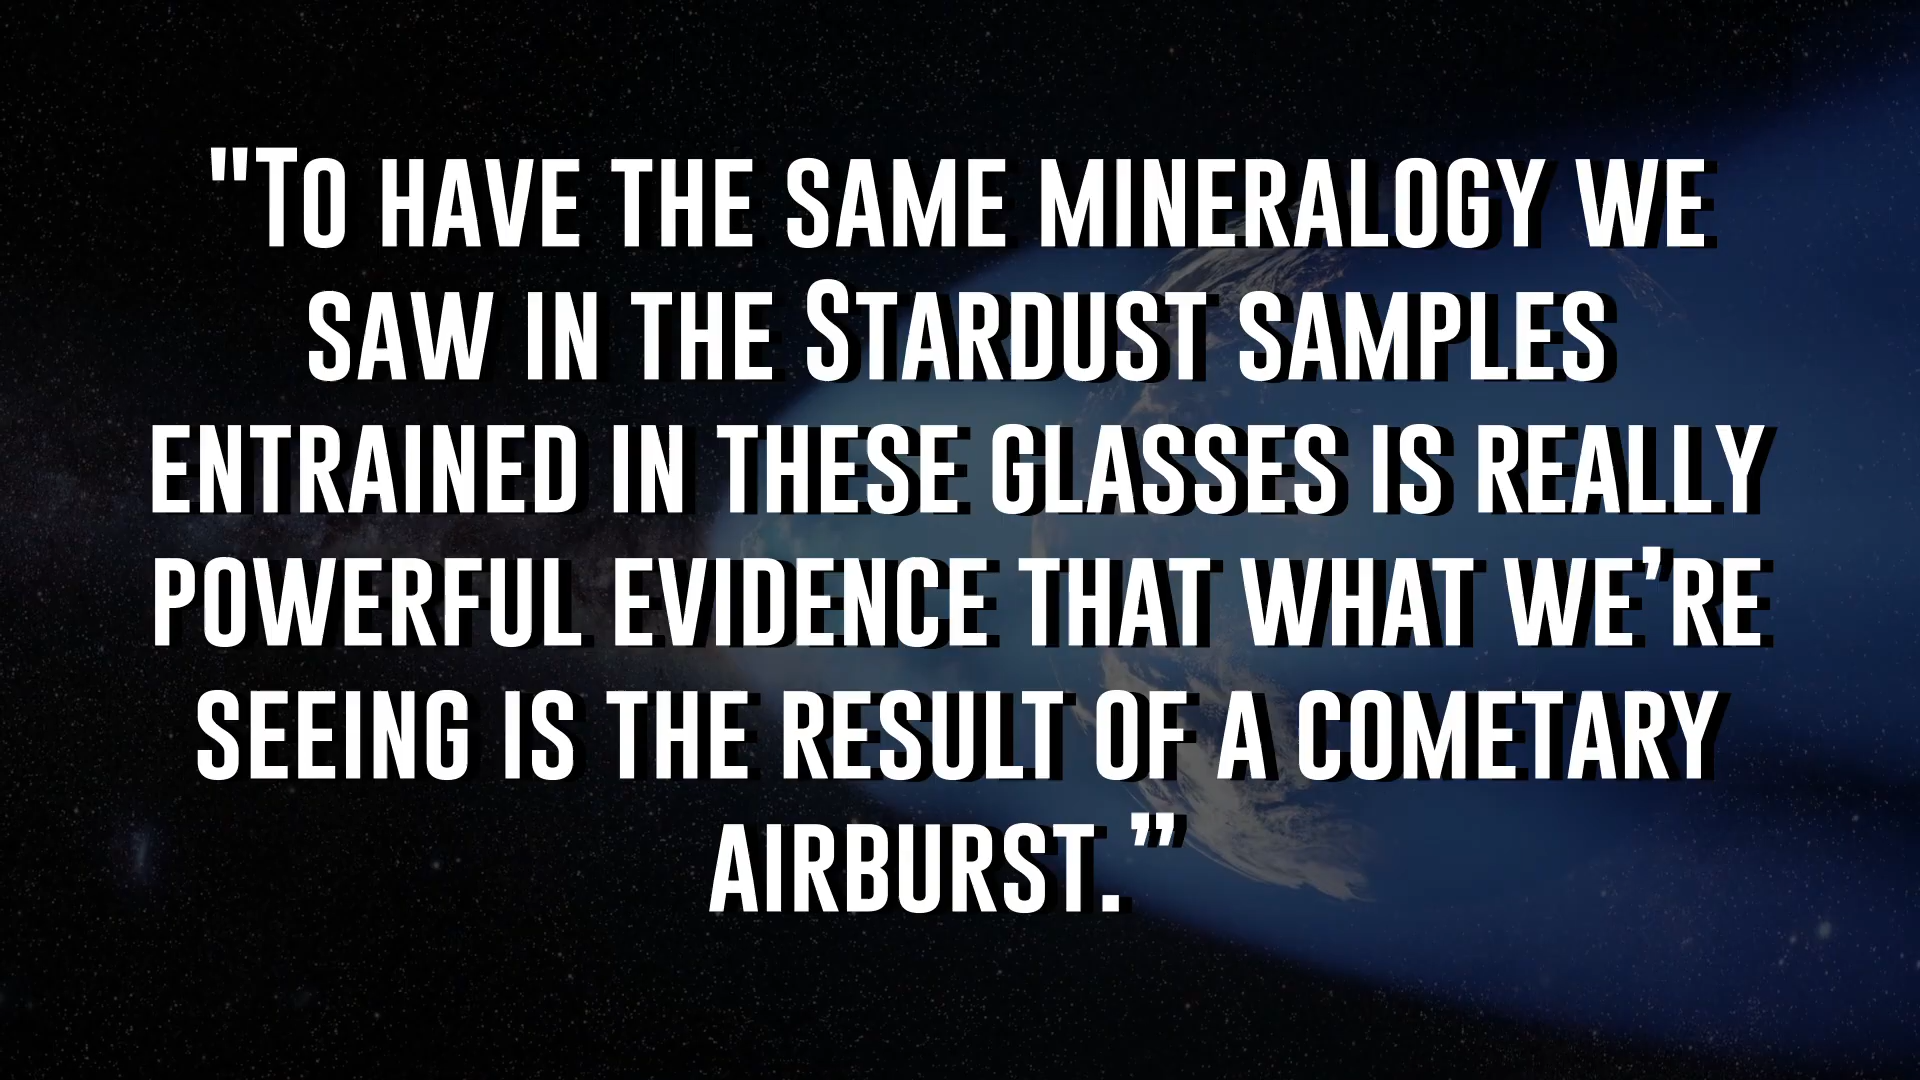 "To have the same mineralogy we
saw in the Stardust samples
entrained in these glasses is really
powerful evidence that what we’re
seeing is the result of a cometary
airburst.”